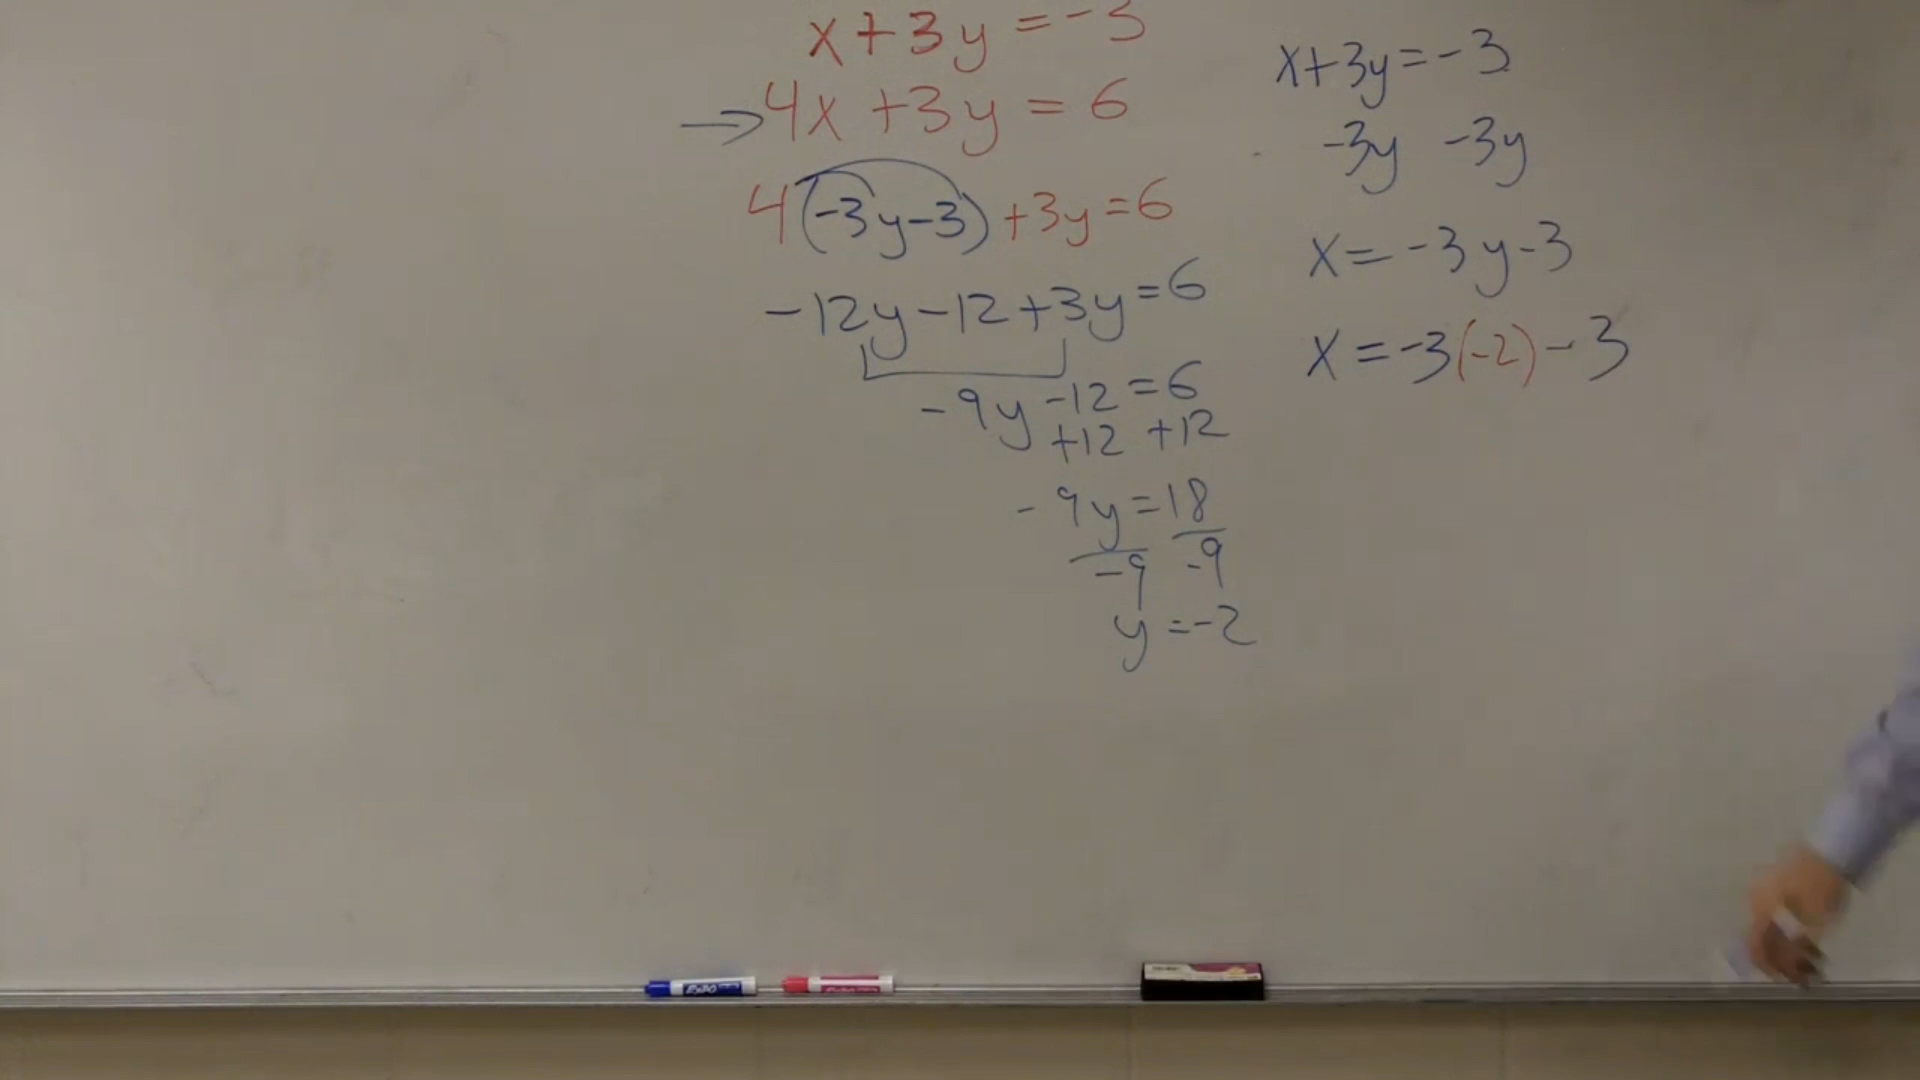 x+3y=-3
→4x+3y=6
4(-3y-3)+3y=6
-12y-12+3y=6
-9y-12=6
+12 +12
-9y=18
-9 -9
y=-2
x+3y=-3
-3y -3y
x=-3y-3
x=-3(-2)-3
EXPO